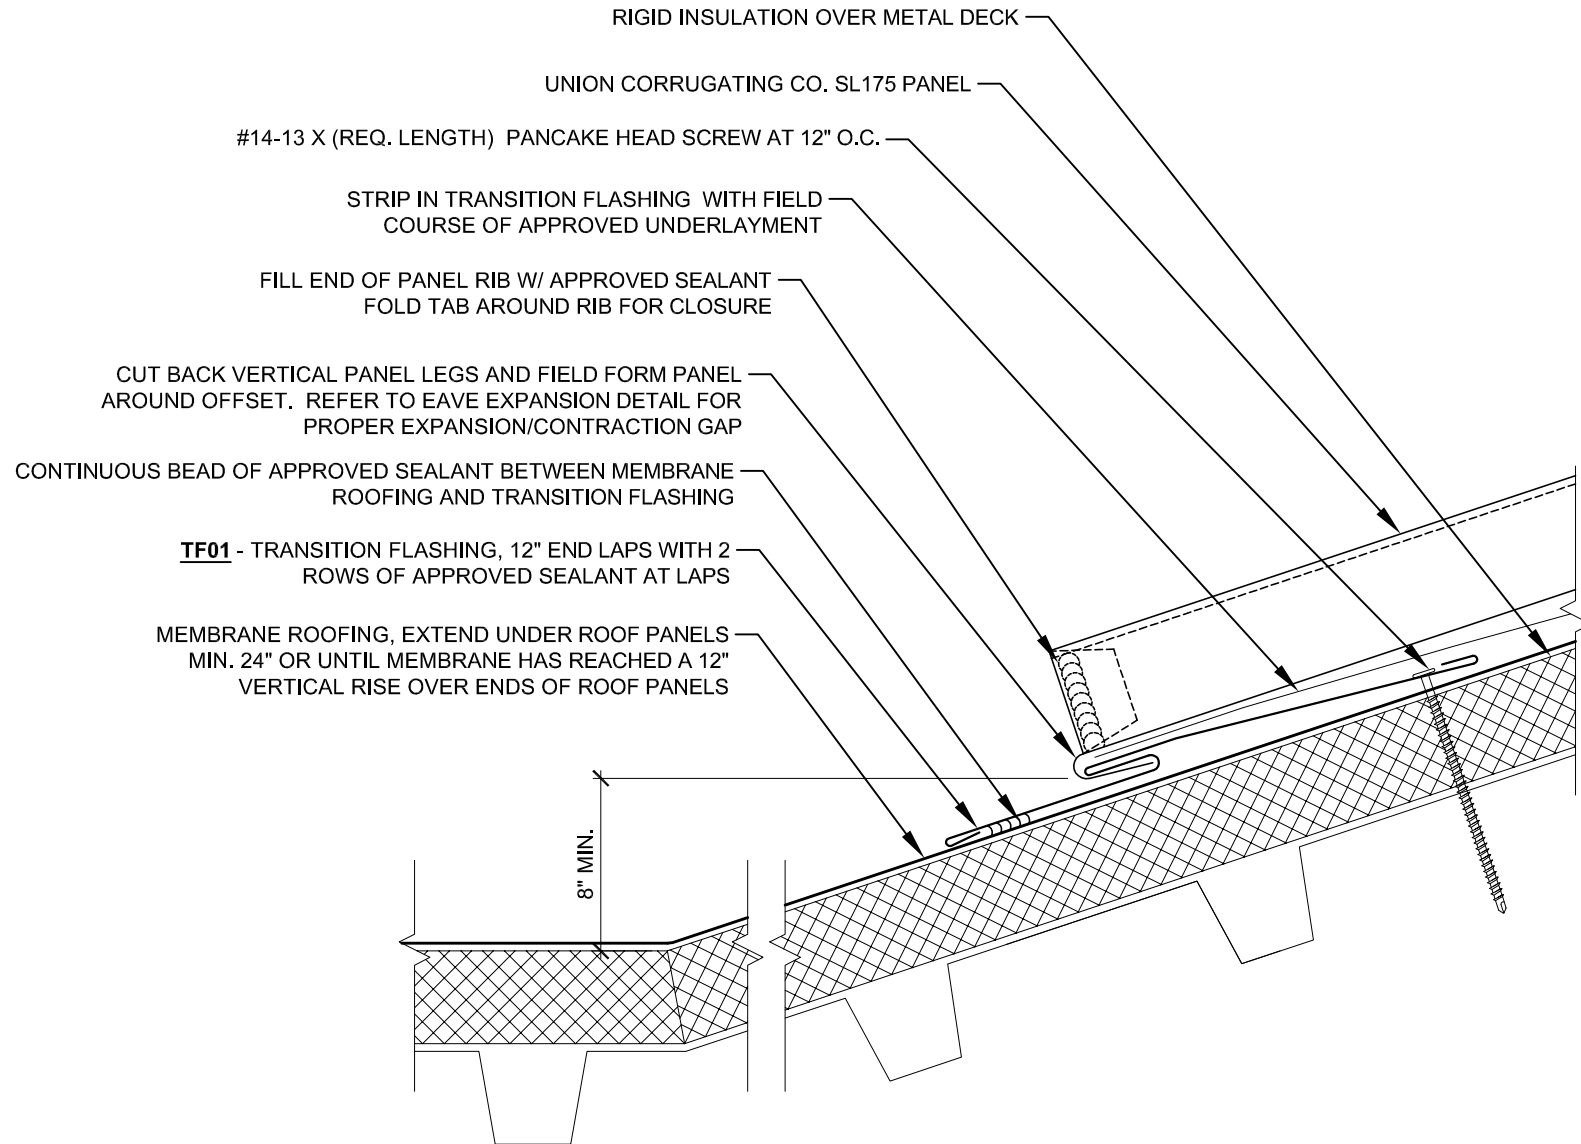 RIGID INSULATION OVER METAL DECK
UNION CORRUGATING CO. SL175 PANEL
#14-13 X (REQ. LENGTH)  PANCAKE HEAD SCREW AT 12" O.C.
STRIP IN TRANSITION FLASHING  WITH FIELD
COURSE OF APPROVED UNDERLAYMENT
FILL END OF PANEL RIB W/ APPROVED SEALANT
FOLD TAB AROUND RIB FOR CLOSURE
CUT BACK VERTICAL PANEL LEGS AND FIELD FORM PANEL
AROUND OFFSET.  REFER TO EAVE EXPANSION DETAIL FOR
PROPER EXPANSION/CONTRACTION GAP
CONTINUOUS BEAD OF APPROVED SEALANT BETWEEN MEMBRANE
ROOFING AND TRANSITION FLASHING
TF01 - TRANSITION FLASHING, 12" END LAPS WITH 2
ROWS OF APPROVED SEALANT AT LAPS
MEMBRANE ROOFING, EXTEND UNDER ROOF PANELS
MIN. 24" OR UNTIL MEMBRANE HAS REACHED A 12"
VERTICAL RISE OVER ENDS OF ROOF PANELS
8" MIN.